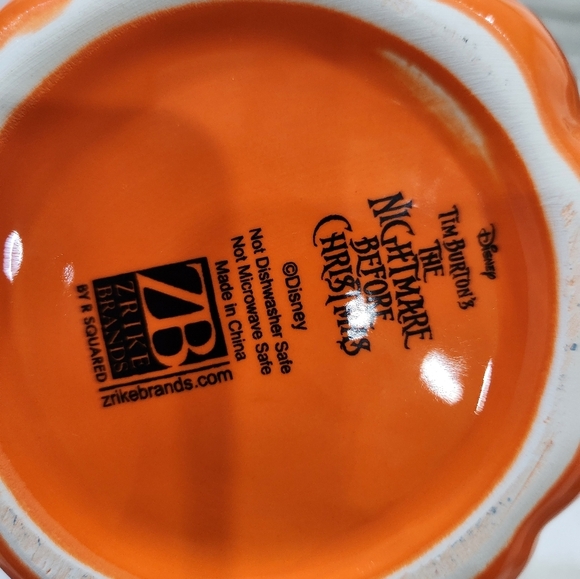 Disney
TIM BURTON'S
THE
NIGHTMARE
BEFORE
CHRISTMAS
©Disney
Not Dishwasher Safe
Not Microwave Safe
Made in China
ZB
ZRIKE
BRANDS
BY R SQUARED
zrikebrands.com